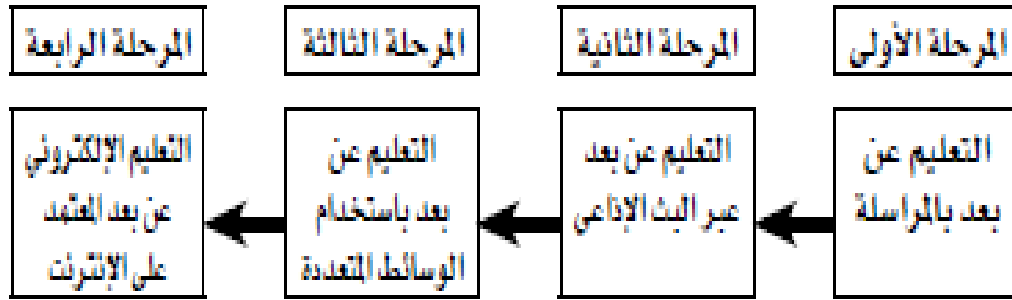 المرحلة الأولى
المرحلة الثانية
المرحلة الثالثة
المرحلة الرابعة
التعليم عن
بعد بالمراسلة
التعليم عن بعد
عبر البث الإذاعي
التعليم عن
بعد باستخدام
الوسائط المتعددة
التعليم الإلكتروني
عن بعد المعتمد
على الإنترنت